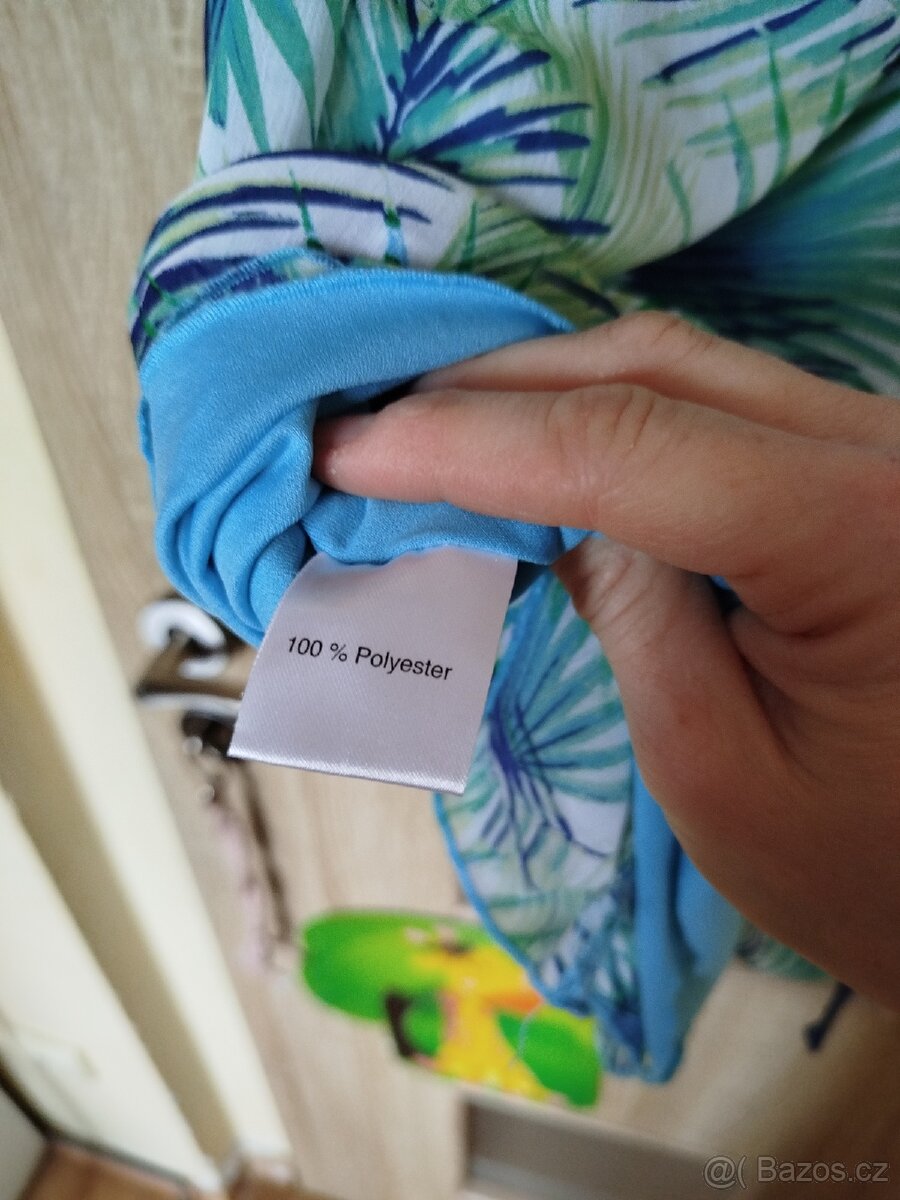 100 % Polyester
@( Bazos.cz